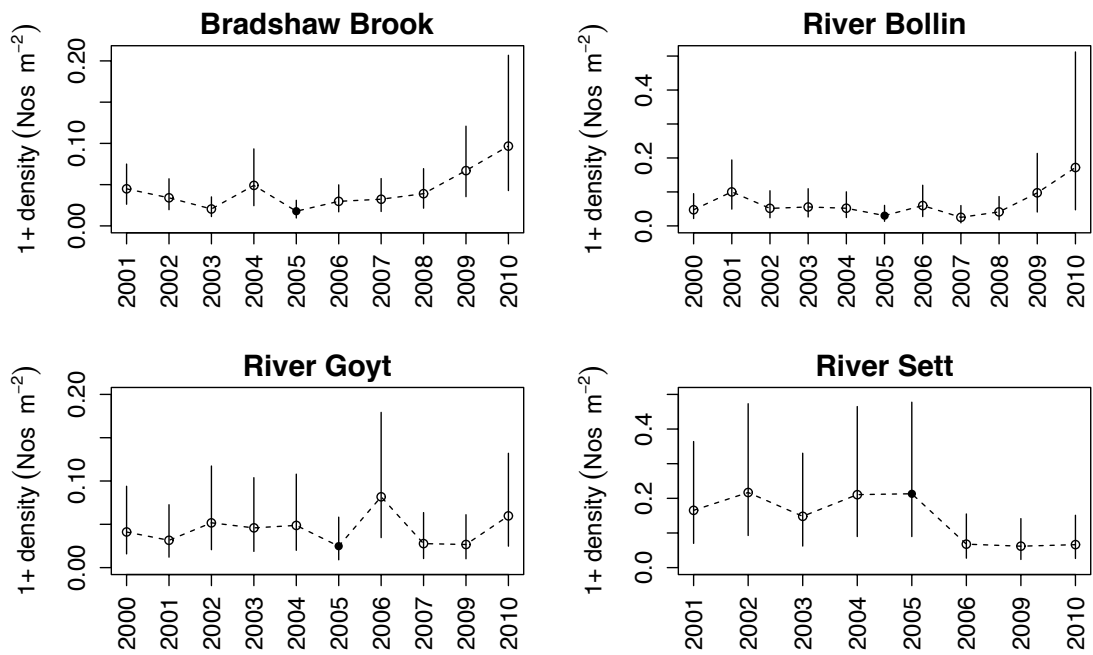 Bradshaw Brook
1+ density (Nos m⁻²)
0.00 0.10 0.20
2001 2002 2003 2004 2005 2006 2007 2008 2009 2010
River Bollin
1+ density (Nos m⁻²)
0.0 0.2 0.4
2000 2001 2002 2003 2004 2005 2006 2007 2008 2009 2010
River Goyt
1+ density (Nos m⁻²)
0.00 0.10 0.20
2000 2001 2002 2003 2004 2005 2006 2007 2009 2010
River Sett
1+ density (Nos m⁻²)
0.0 0.2 0.4
2001 2002 2003 2004 2005 2006 2009 2010